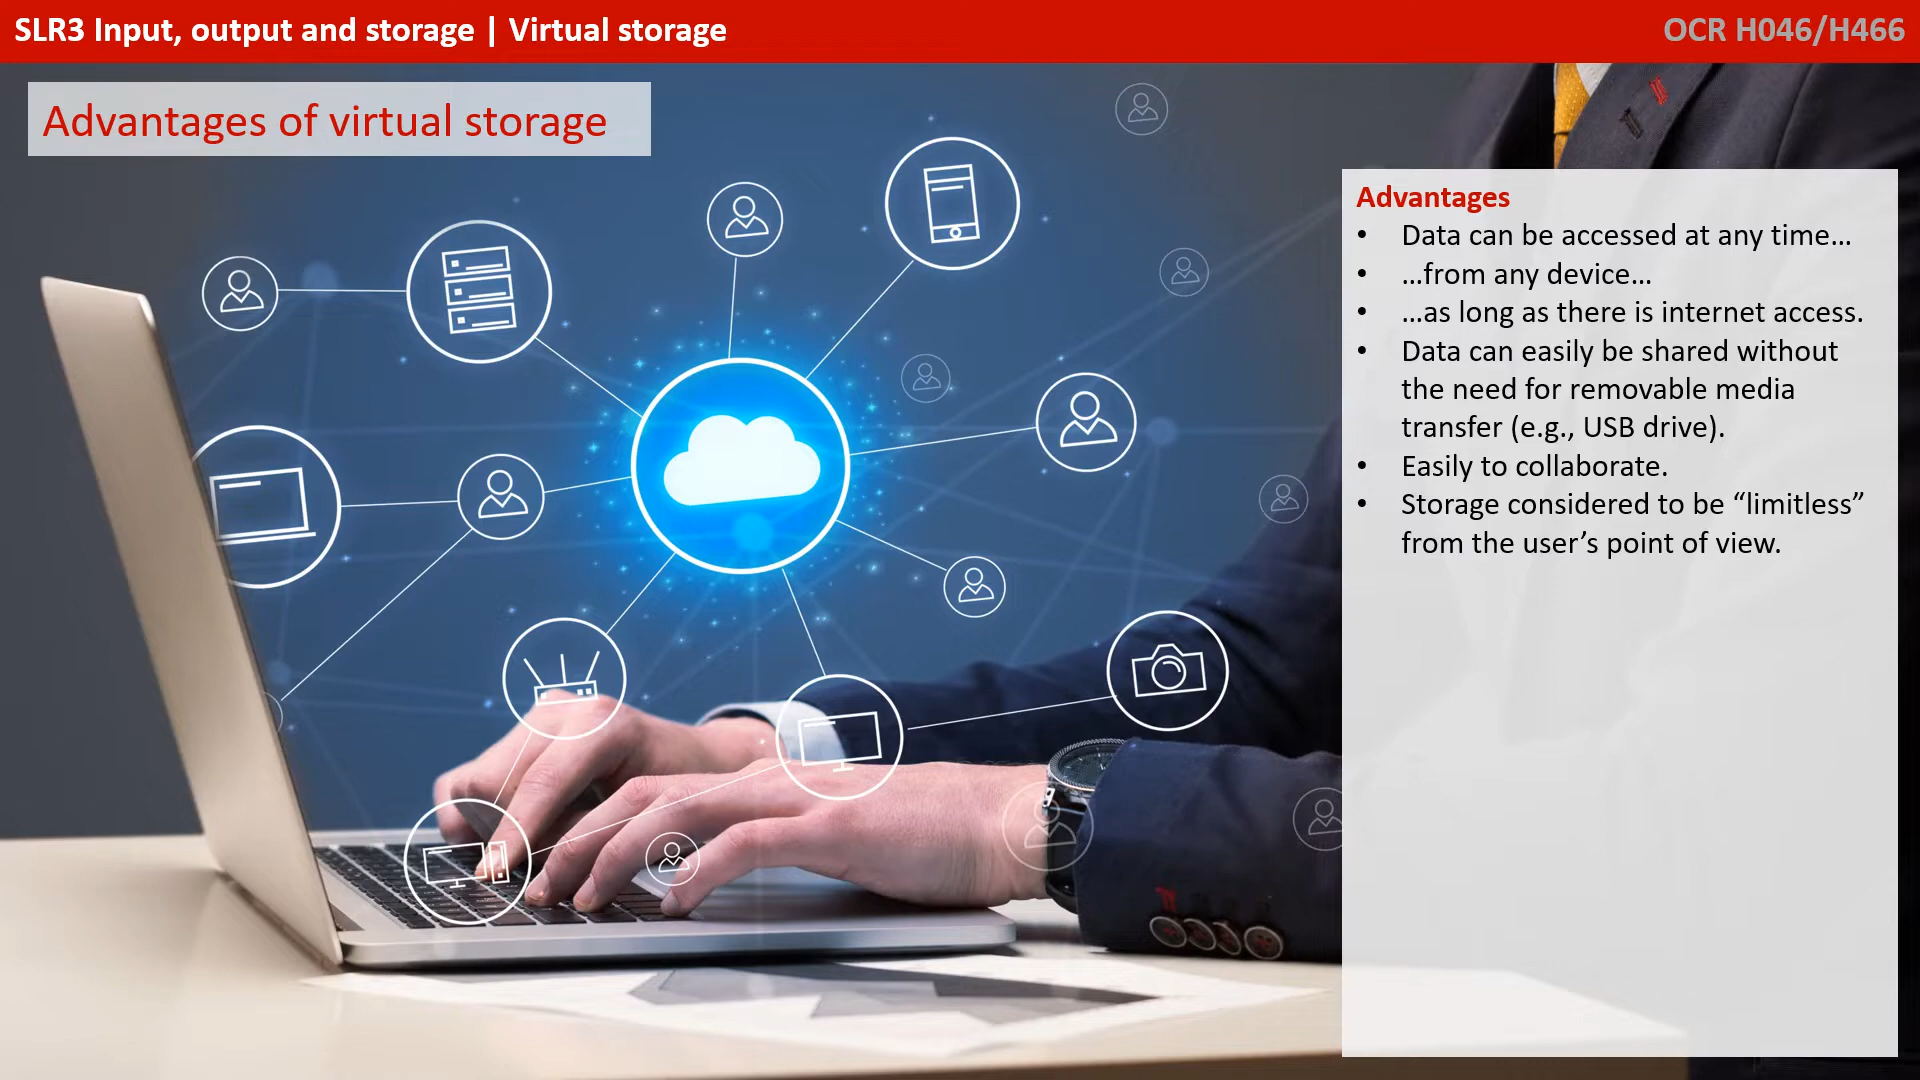 SLR3 Input, output and storage | Virtual storage
OCR H046/H466
Advantages of virtual storage
Advantages
• Data can be accessed at any time…
• …from any device…
• …as long as there is internet access.
• Data can easily be shared without
the need for removable media
transfer (e.g., USB drive).
• Easily to collaborate.
• Storage considered to be “limitless”
from the user’s point of view.